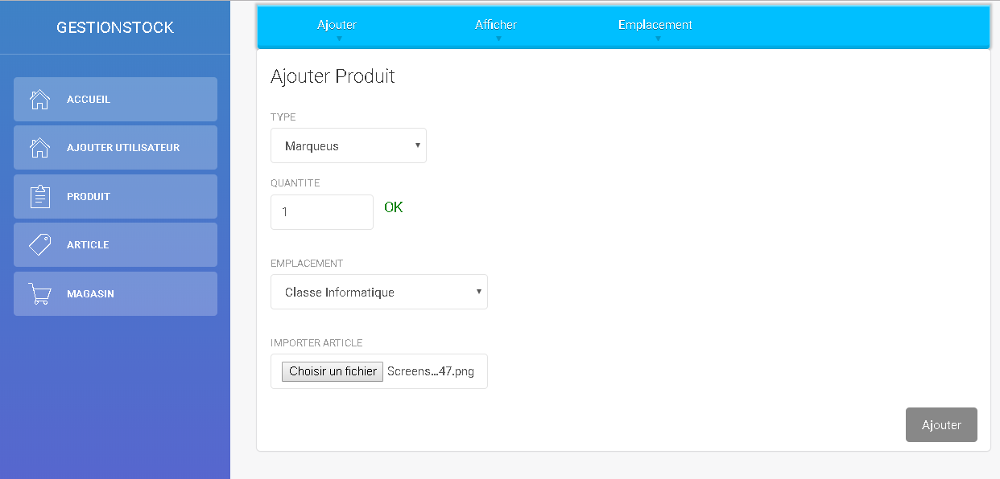 GESTIONSTOCK
ACCUEIL
AJOUTER UTILISATEUR
PRODUIT
ARTICLE
MAGASIN
Ajouter Afficher Emplacement
Ajouter Produit
TYPE
Marqueus
QUANTITE
1 OK
EMPLACEMENT
Classe Informatique
IMPORTER ARTICLE
Choisir un fichier Screens...47.png
Ajouter